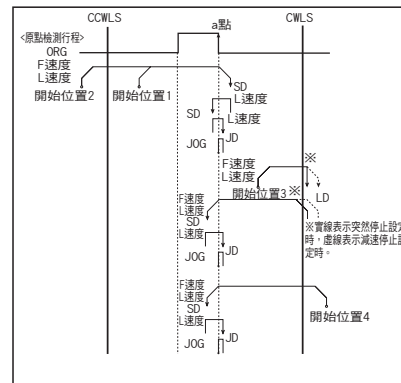 CCWLS
a點
CWLS
<原點檢測行程>
ORG
F速度
L速度
開始位置2
開始位置1
SD
L速度
SD
L速度
JOG
JD
F速度
L速度
※
開始位置3
※
LD
F速度
L速度
SD
※實線表示突然停止設定
時，虛線表示減速停止設
定時。
L速度
JOG
JD
F速度
L速度
SD
開始位置4
L速度
JOG
JD